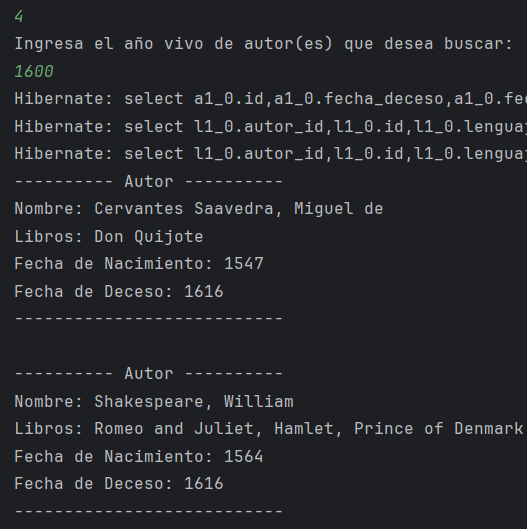 4
Ingresa el año vivo de autor(es) que desea buscar:
1600
Hibernate: select a1_0.id,a1_0.fecha_deceso,a1_0.fec
Hibernate: select l1_0.autor_id,l1_0.id,l1_0.lenguaj
Hibernate: select l1_0.autor_id,l1_0.id,l1_0.lenguaj
---------- Autor ----------
Nombre: Cervantes Saavedra, Miguel de
Libros: Don Quijote
Fecha de Nacimiento: 1547
Fecha de Deceso: 1616
---------------------------
---------- Autor ----------
Nombre: Shakespeare, William
Libros: Romeo and Juliet, Hamlet, Prince of Denmark
Fecha de Nacimiento: 1564
Fecha de Deceso: 1616
---------------------------